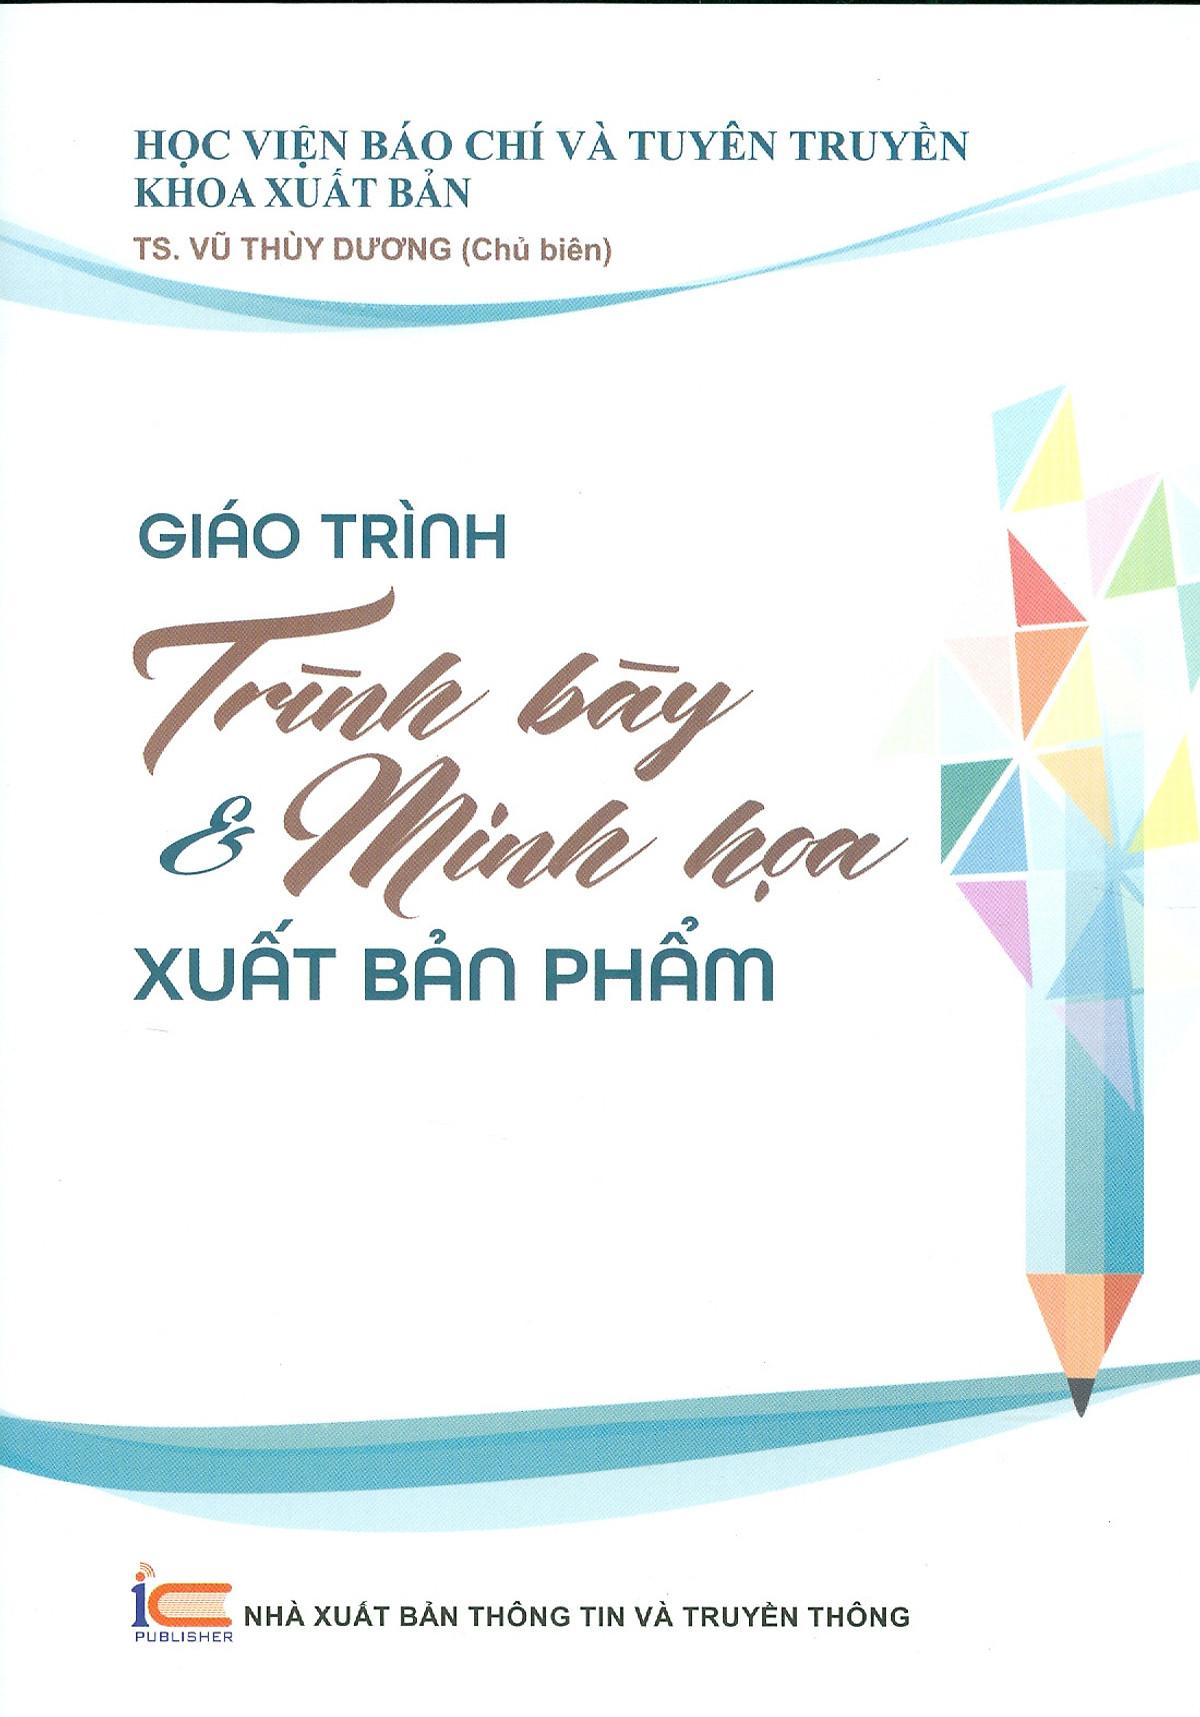 HỌC VIỆN BÁO CHÍ VÀ TUYÊN TRUYỀN
KHOA XUẤT BẢN
TS. VŨ THÙY DƯƠNG (Chủ biên)
GIÁO TRÌNH
Trình bày
& Minh họa
XUẤT BẢN PHẨM
iC
PUBLISHER
NHÀ XUẤT BẢN THÔNG TIN VÀ TRUYỀN THÔNG